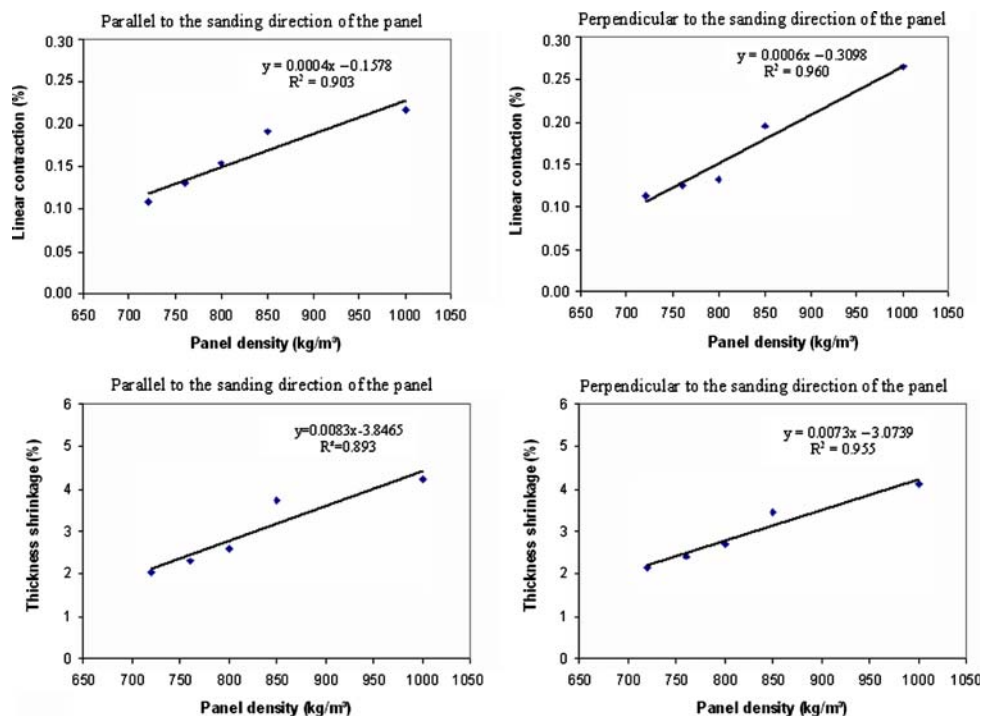 Parallel to the sanding direction of the panel
0.30
0.25
0.20
0.15
0.10
0.05
0.00
Linear contraction (%)
y = 0.0004x −0.1578
R² = 0.903
650 700 750 800 850 900 950 1000 1050
Panel density (kg/m³)
Perpendicular to the sanding direction of the panel
0.30
0.25
0.20
0.15
0.10
0.05
0.00
Linear contaction (%)
y = 0.0006x −0.3098
R² = 0.960
650 700 750 800 850 900 950 1000 1050
Panel density (kg/m³)
Parallel to the sanding direction of the panel
6
5
4
3
2
1
0
Thickness shrinkage (%)
y=0.0083x-3.8465
R²=0.893
650 700 750 800 850 900 950 1000 1050
Panel density (kg/m³)
Perpendicular to the sanding direction of the panel
6
5
4
3
2
1
0
Thickness shrinkage (%)
y = 0.0073x −3.0739
R² = 0.955
650 700 750 800 850 900 950 1000 1050
Panel density (kg/m³)